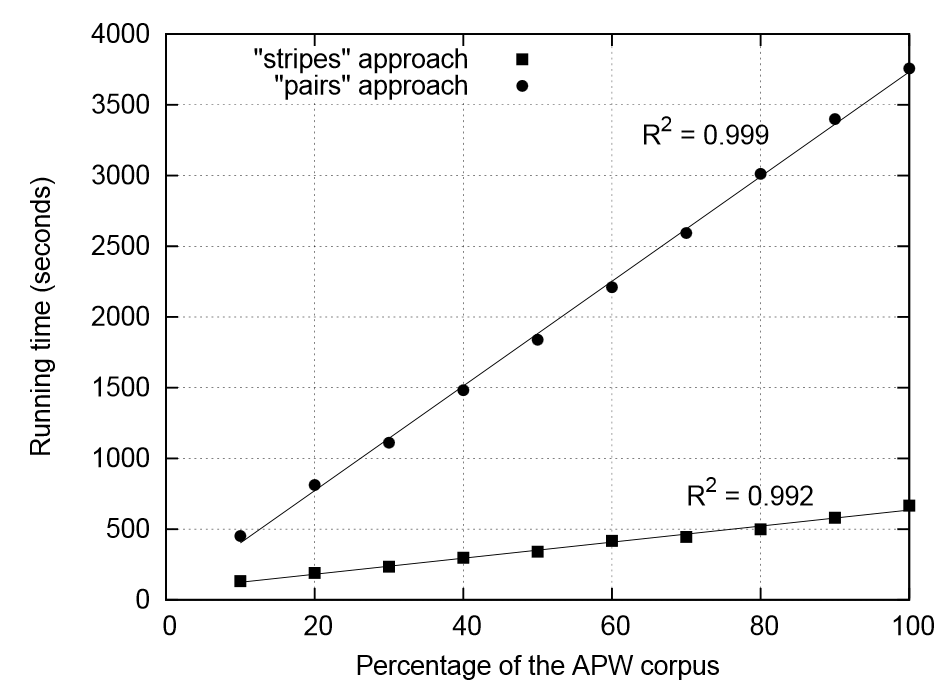 4000
3500
3000
2500
2000
1500
1000
500
0
Running time (seconds)
"stripes" approach
"pairs" approach
R² = 0.999
R² = 0.992
0 20 40 60 80 100
Percentage of the APW corpus